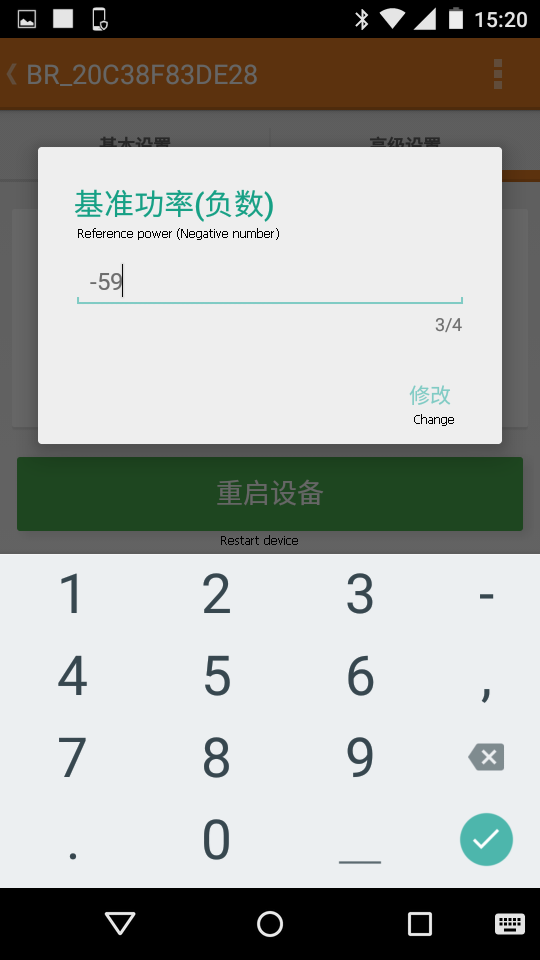 15:20
BR_20C38F83DE28
基本设置 高级设置
基准功率(负数)
Reference power (Negative number)
-59
3/4
修改
Change
重启设备
Restart device
1 2 3 -
4 5 6 ,
7 8 9
. 0 _